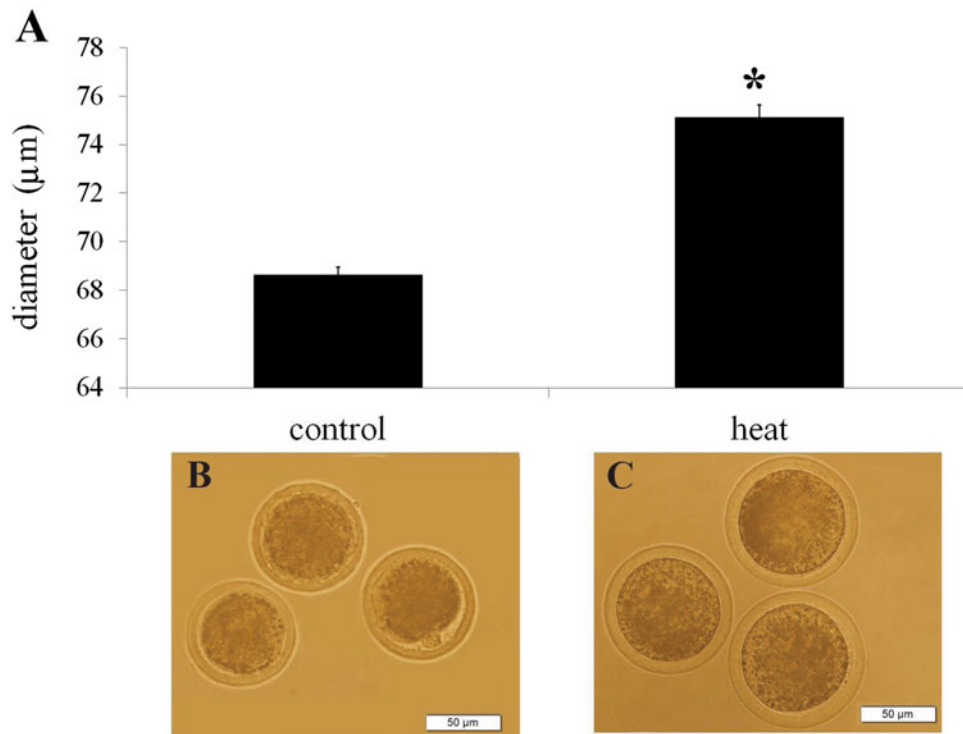 A
78
76
74
72
70
68
66
64
diameter (µm)
*
control
heat
B
50 µm
C
50 µm